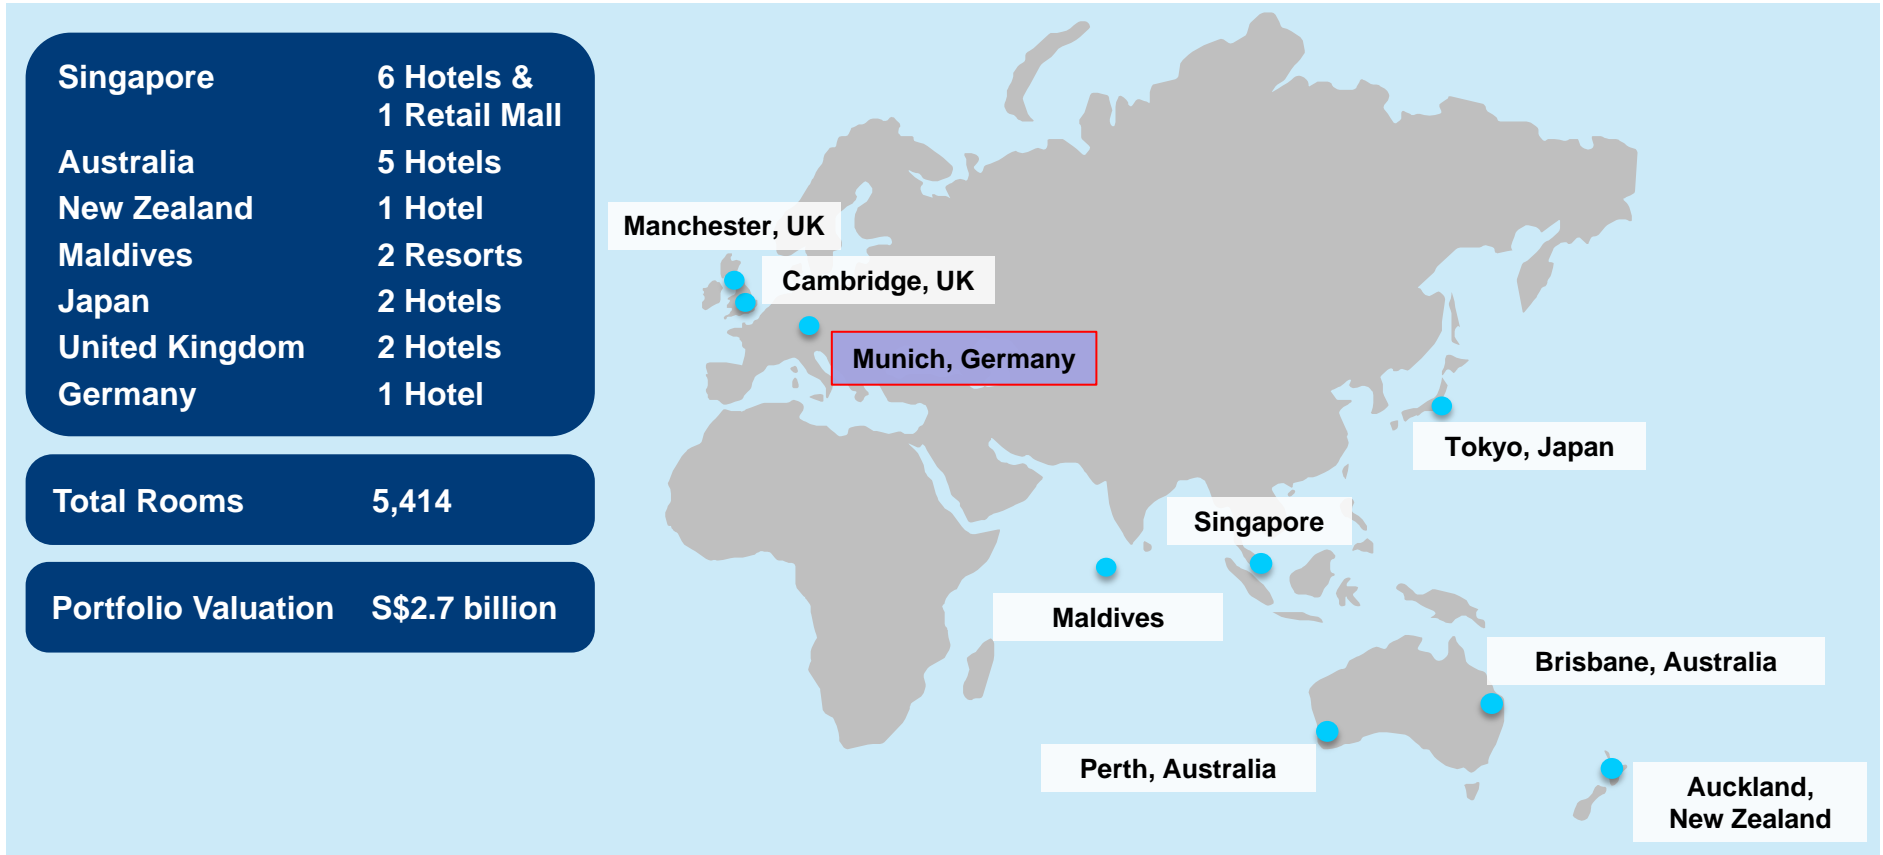 Singapore 6 Hotels &
1 Retail Mall
Australia 5 Hotels
New Zealand 1 Hotel
Maldives 2 Resorts
Japan 2 Hotels
United Kingdom 2 Hotels
Germany 1 Hotel
Total Rooms 5,414
Portfolio Valuation S$2.7 billion
Manchester, UK
Cambridge, UK
Munich, Germany
Tokyo, Japan
Singapore
Maldives
Brisbane, Australia
Perth, Australia
Auckland,
New Zealand